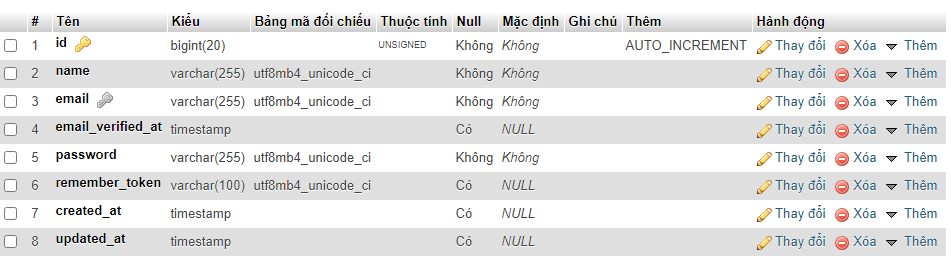 # Tên Kiểu Bảng mã đối chiếu Thuộc tính Null Mặc định Ghi chú Thêm Hành động
1 id bigint(20) UNSIGNED Không Không AUTO_INCREMENT Thay đổi Xóa Thêm
2 name varchar(255) utf8mb4_unicode_ci Không Không Thay đổi Xóa Thêm
3 email varchar(255) utf8mb4_unicode_ci Không Không Thay đổi Xóa Thêm
4 email_verified_at timestamp Có NULL Thay đổi Xóa Thêm
5 password varchar(255) utf8mb4_unicode_ci Không Không Thay đổi Xóa Thêm
6 remember_token varchar(100) utf8mb4_unicode_ci Có NULL Thay đổi Xóa Thêm
7 created_at timestamp Có NULL Thay đổi Xóa Thêm
8 updated_at timestamp Có NULL Thay đổi Xóa Thêm